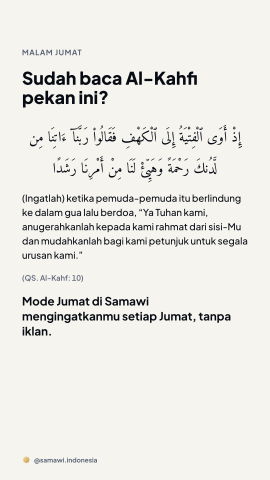 MALAM JUMAT
Sudah baca Al-Kahfi
pekan ini?
إِذْ أَوَى ٱلْفِتْيَةُ إِلَى ٱلْكَهْفِ فَقَالُوا۟ رَبَّنَآ ءَاتِنَا مِن
لَّدُنكَ رَحْمَةً وَهَيِّئْ لَنَا مِنْ أَمْرِنَا رَشَدًا
(Ingatlah) ketika pemuda-pemuda itu berlindung
ke dalam gua lalu berdoa, “Ya Tuhan kami,
anugerahkanlah kepada kami rahmat dari sisi-Mu
dan mudahkanlah bagi kami petunjuk untuk segala
urusan kami.”
(QS. Al-Kahf: 10)
Mode Jumat di Samawi
mengingatkanmu setiap Jumat, tanpa
iklan.
@samawi.indonesia